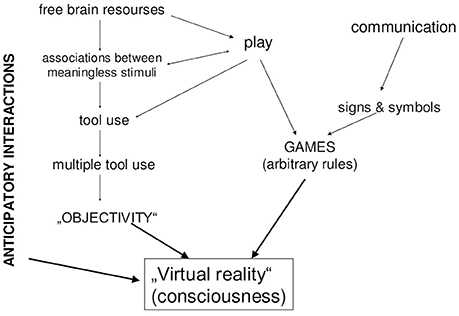 free brain resourses
communication
play
associations between
meaningless stimuli
signs & symbols
tool use
GAMES
(arbitrary rules)
multiple tool use
„OBJECTIVITY“
ANTICIPATORY INTERACTIONS
„Virtual reality“
(consciousness)